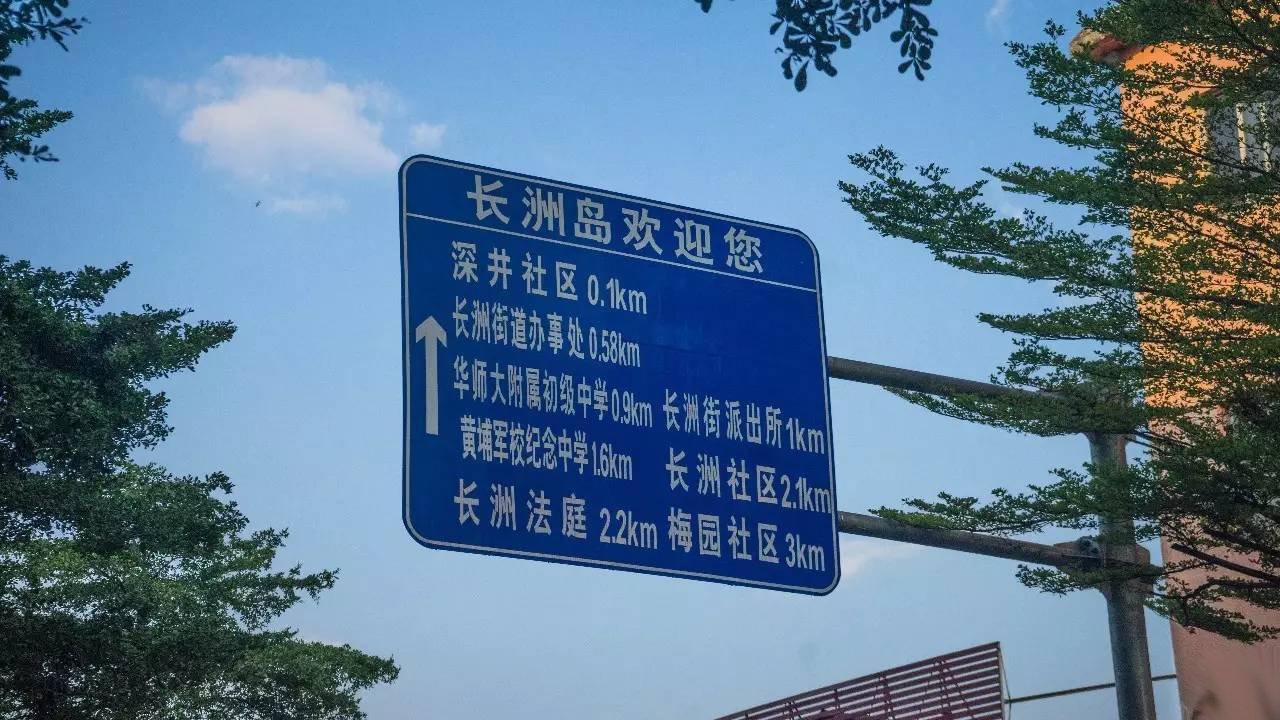 长洲岛欢迎您
深井社区 0.1km
长洲街道办事处 0.58km
华师大附属初级中学 0.9km 长洲街派出所 1km
黄埔军校纪念中学 1.6km 长洲社区 2.1km
长洲法庭 2.2km 梅园社区 3km